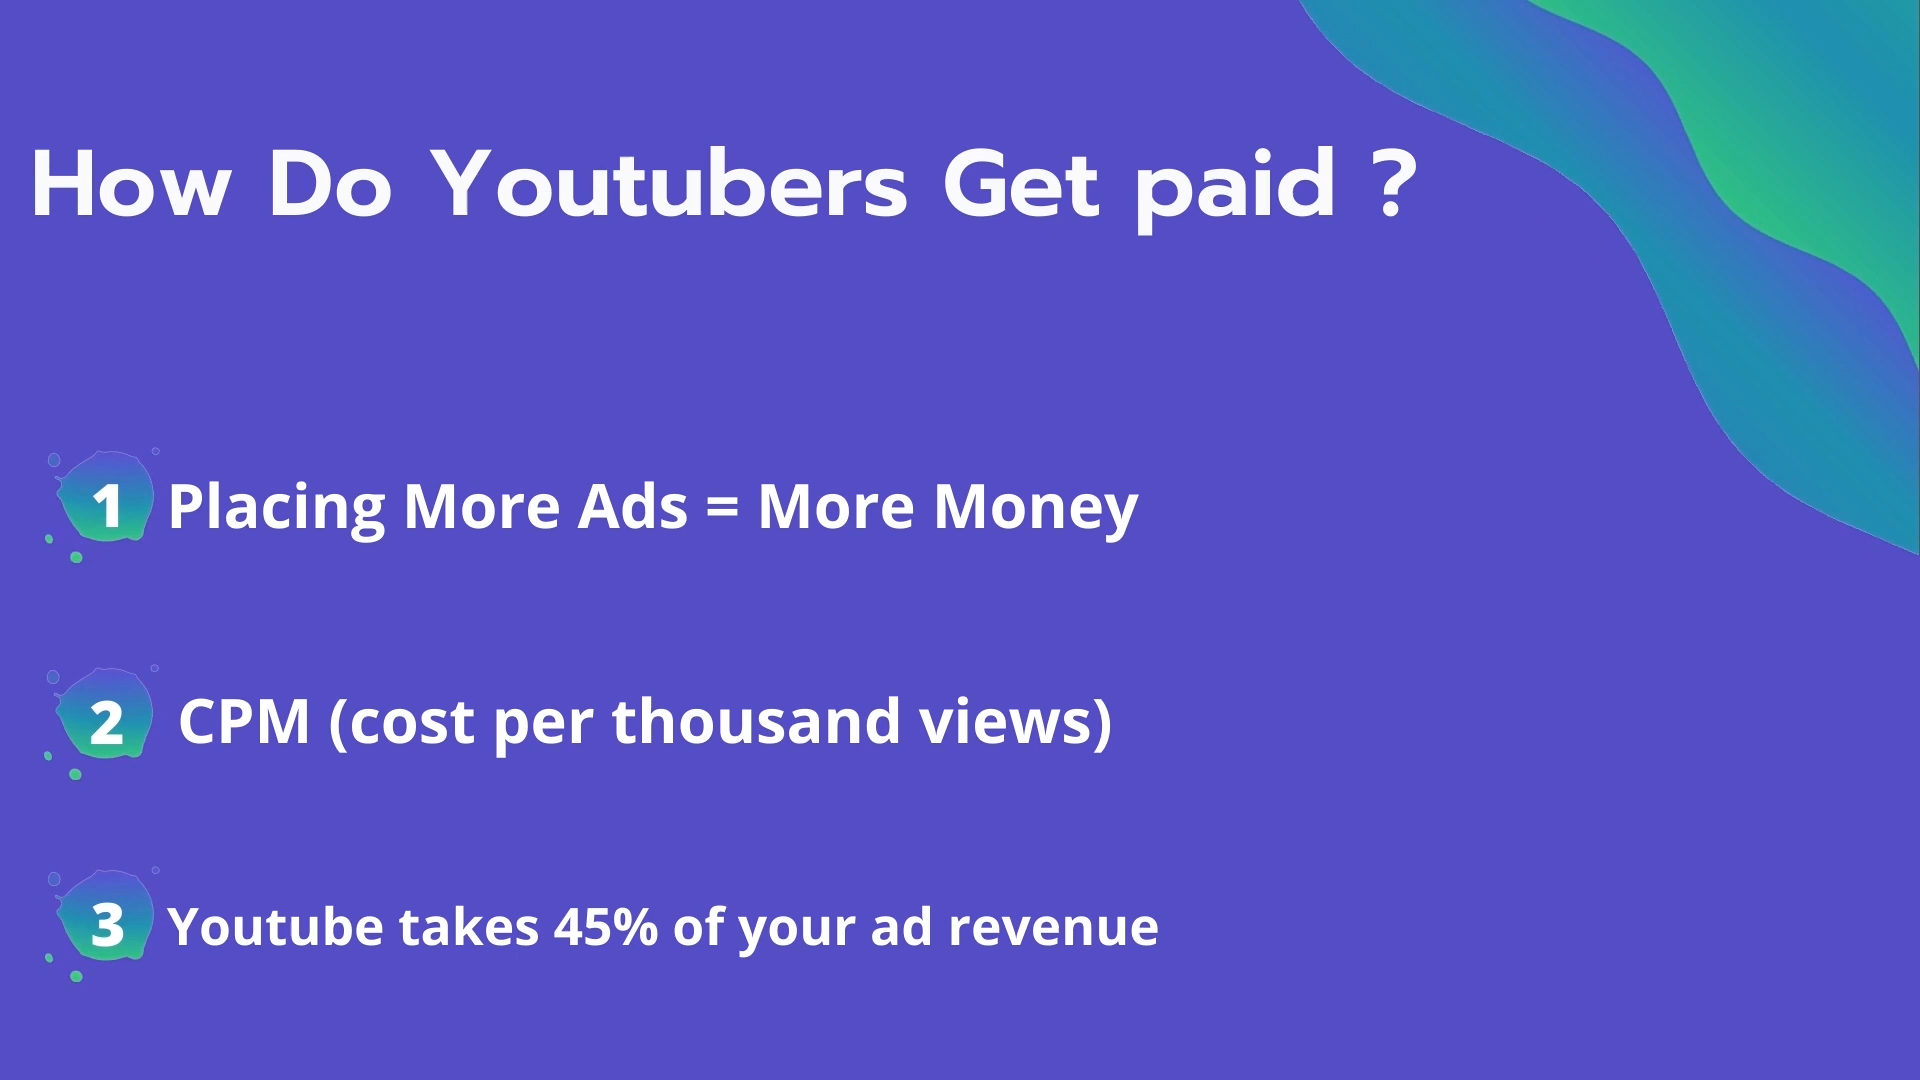 How Do Youtubers Get paid ?
1 Placing More Ads = More Money
2 CPM (cost per thousand views)
3 Youtube takes 45% of your ad revenue